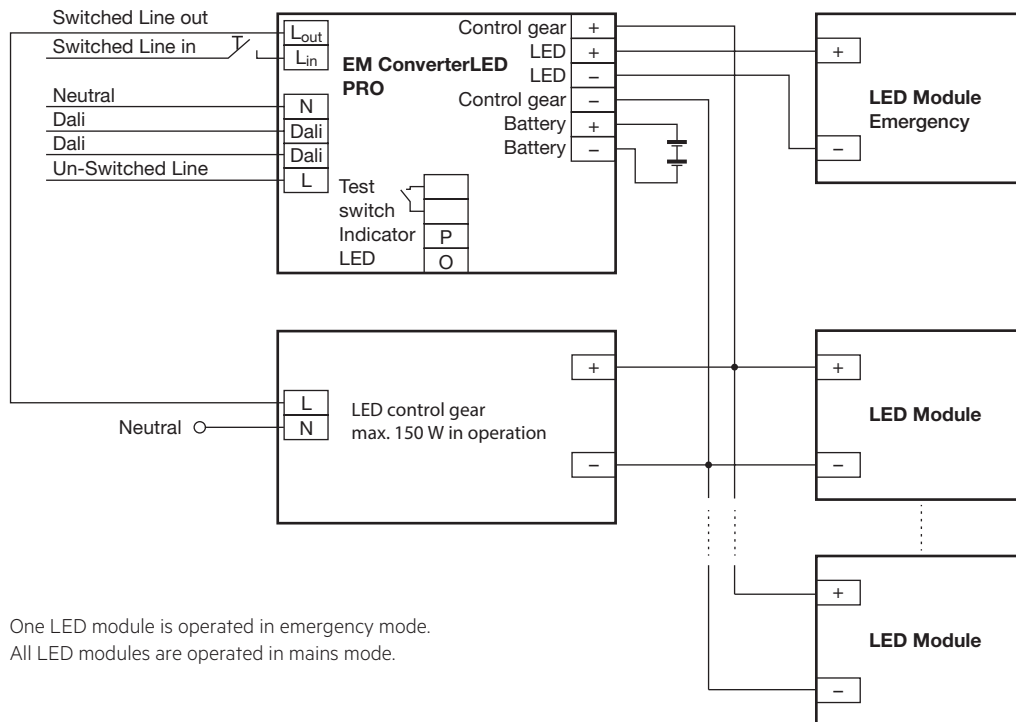 Switched Line out
Switched Line in
Neutral
Dali
Dali
Un-Switched Line
Lout
Lin
N
Dali
Dali
L
EM ConverterLED
PRO
Test
switch
Indicator
LED
P
O
Control gear +
LED +
LED −
Control gear −
Battery +
Battery −
+
−
LED Module
Emergency
Neutral
L
N
LED control gear
max. 150 W in operation
+
−
+
−
LED Module
+
−
LED Module
One LED module is operated in emergency mode.
All LED modules are operated in mains mode.